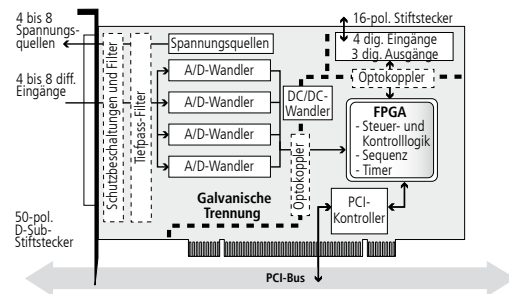 4 bis 8
Spannungs-
quellen
4 bis 8 diff.
Eingänge
50-pol.
D-Sub-
Stiftstecker
Schutzbeschaltungen und Filter
Tiefpass-Filter
Spannungsquellen
A/D-Wandler
A/D-Wandler
A/D-Wandler
A/D-Wandler
Galvanische
Trennung
DC/DC-
Wandler
Optokoppler
16-pol. Stiftstecker
4 dig. Eingänge
3 dig. Ausgänge
Optokoppler
FPGA
- Steuer- und
Kontrolllogik
- Sequenz
- Timer
PCI-
Kontroller
PCI-Bus